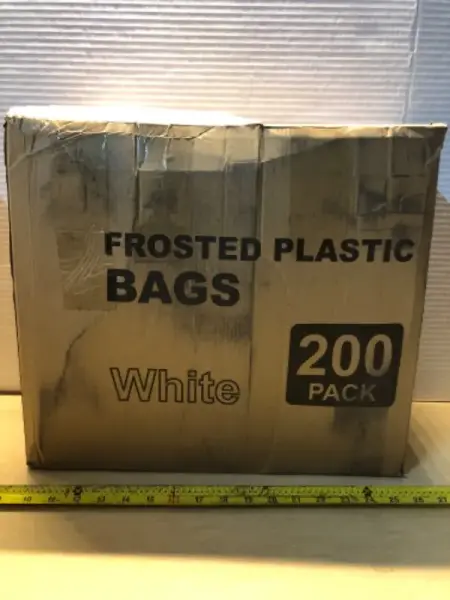 FROSTED PLASTIC
BAGS
White
200
PACK